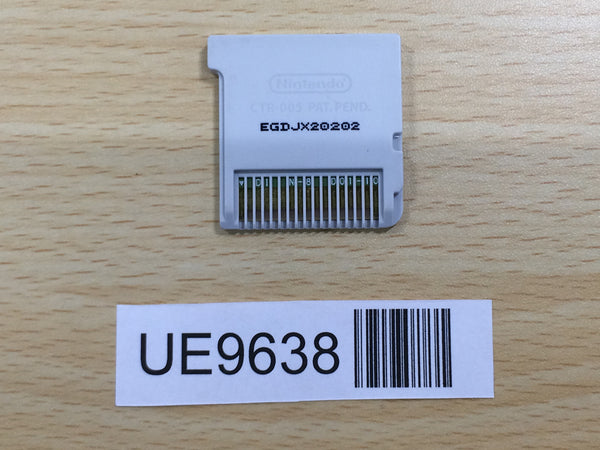 Nintendo
CTR-005 PAT. PEND.
EGDJX20202
UE9638